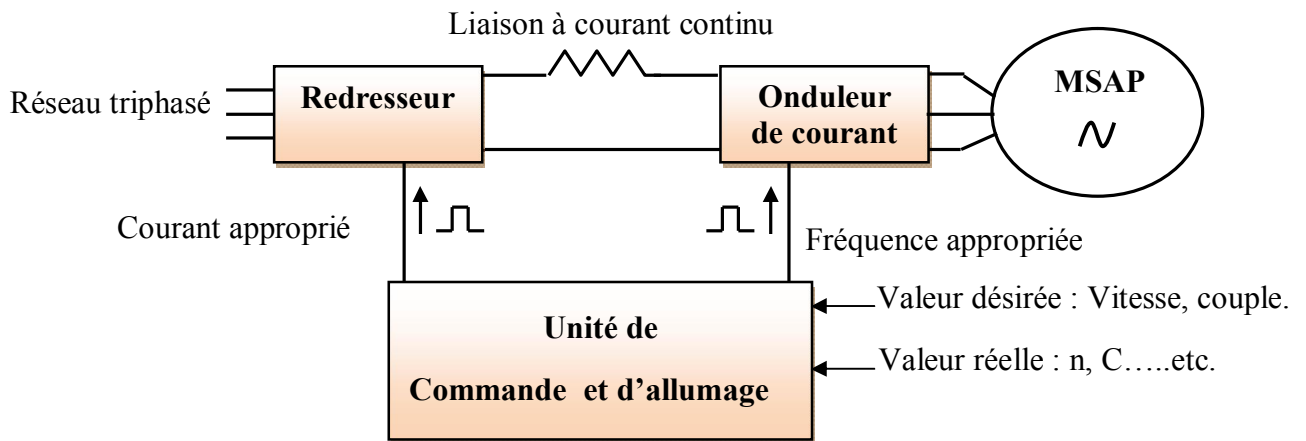 Liaison à courant continu
Réseau triphasé
Redresseur
Onduleur
de courant
MSAP
Courant approprié
Fréquence appropriée
Unité de
Commande et d'allumage
Valeur désirée : Vitesse, couple.
Valeur réelle : n, C…..etc.